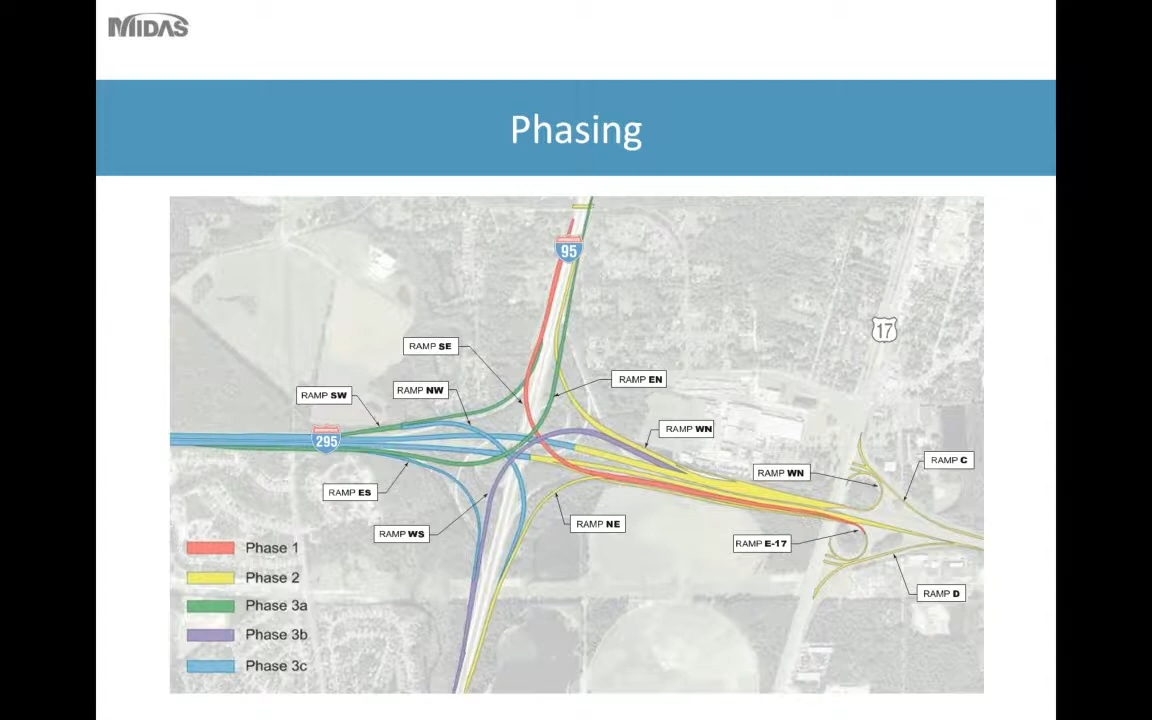 MIDAS
Phasing
95
17
RAMP SE
RAMP EN
RAMP NW
RAMP SW
RAMP WN
295
RAMP C
RAMP WN
RAMP ES
RAMP NE
RAMP WS
RAMP E-17
RAMP D
Phase 1
Phase 2
Phase 3a
Phase 3b
Phase 3c